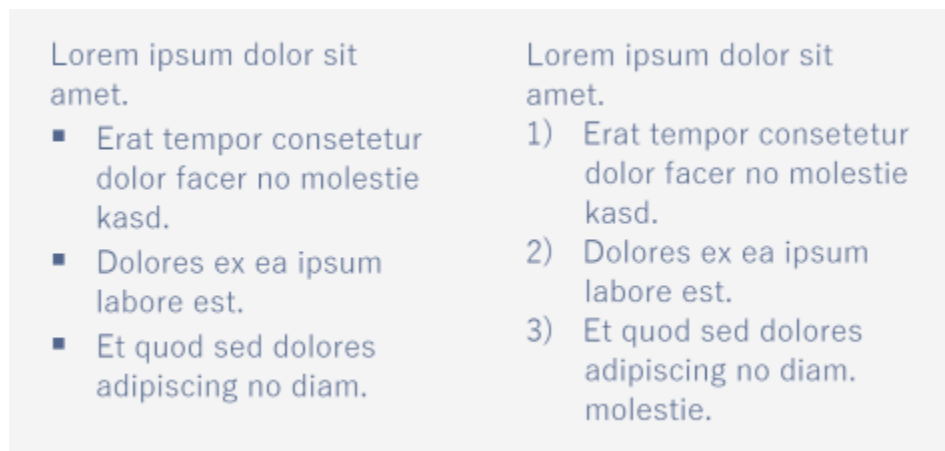 Lorem ipsum dolor sit
amet.
▪ Erat tempor consetetur
dolor facer no molestie
kasd.
▪ Dolores ex ea ipsum
labore est.
▪ Et quod sed dolores
adipiscing no diam.
Lorem ipsum dolor sit
amet.
1) Erat tempor consetetur
dolor facer no molestie
kasd.
2) Dolores ex ea ipsum
labore est.
3) Et quod sed dolores
adipiscing no diam.
molestie.